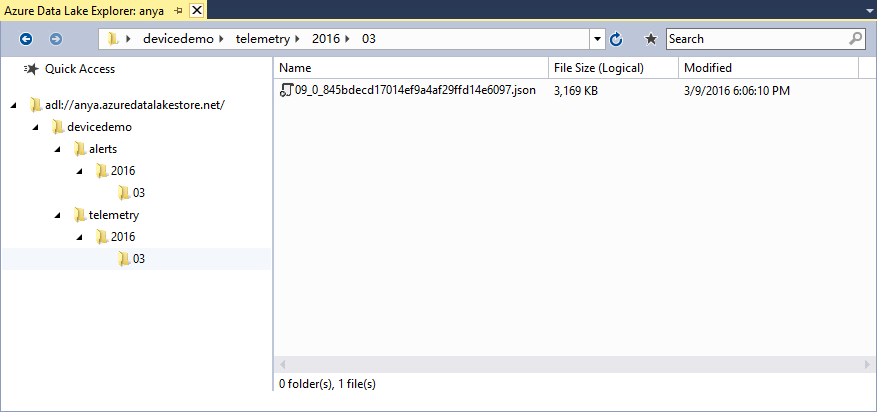 Azure Data Lake Explorer: anya
devicedemo telemetry 2016 03
Search
Quick Access
adl://anya.azuredatalakestore.net/
devicedemo
alerts
2016
03
telemetry
2016
03
Name File Size (Logical) Modified
09_0_845bdecd17014ef9a4af29ffd14e6097.json 3,169 KB 3/9/2016 6:06:10 PM
0 folder(s), 1 file(s)